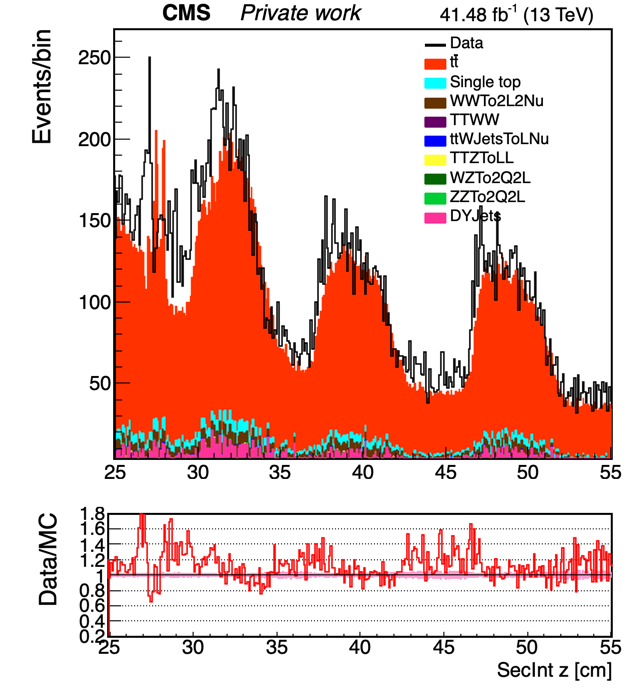 CMS Private work 41.48 fb⁻¹ (13 TeV)
Events/bin
250
200
150
100
50
Data
tt̄
Single top
WWTo2L2Nu
TTWW
ttWJetsToLNu
TTZToLL
WZTo2Q2L
ZZTo2Q2L
DYJets
25 30 35 40 45 50 55
Data/MC
1.8
1.6
1.4
1.2
1
0.8
0.6
0.4
0.2
25 30 35 40 45 50 55
SecInt z [cm]